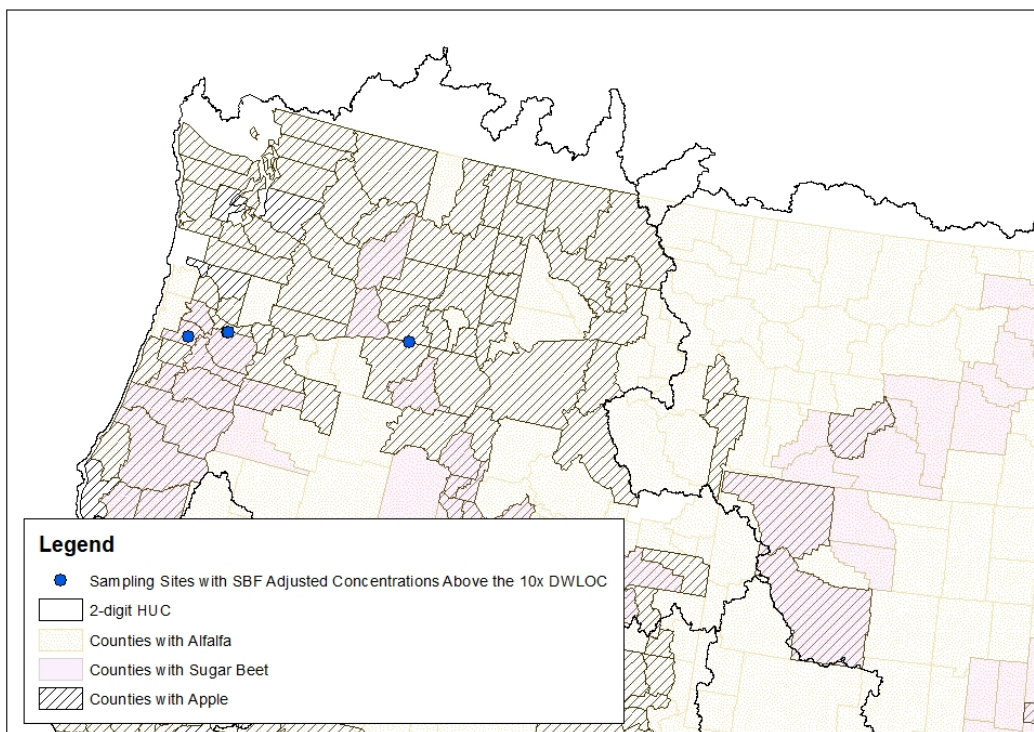 Legend
Sampling Sites with SBF Adjusted Concentrations Above the 10x DWLOC
2-digit HUC
Counties with Alfalfa
Counties with Sugar Beet
Counties with Apple